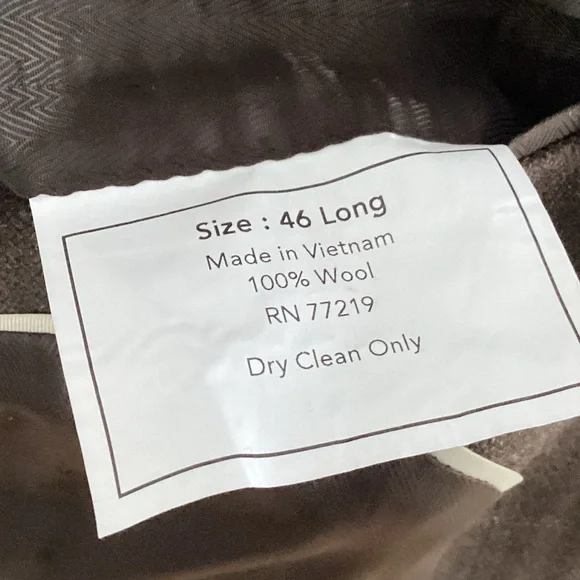 Size : 46 Long
Made in Vietnam
100% Wool
RN 77219
Dry Clean Only